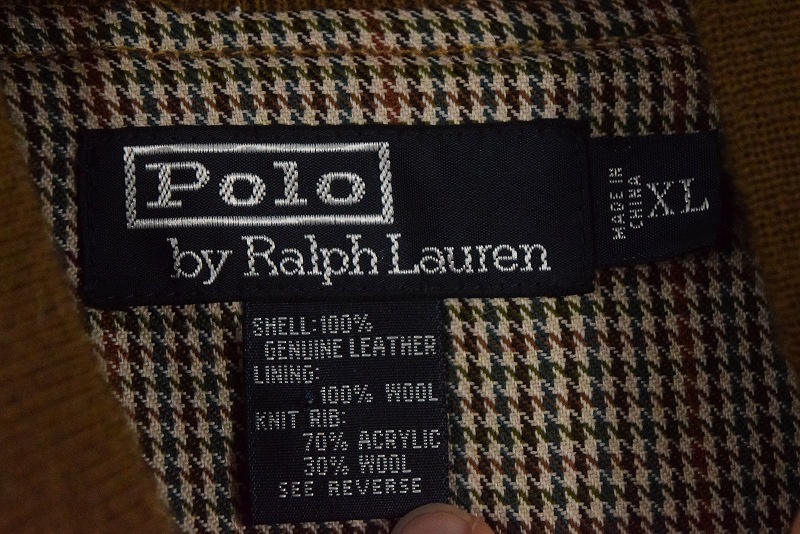 Polo
by Ralph Lauren
MADE IN
CHINA
XL
SHELL:100%
GENUINE LEATHER
LINING:
100% WOOL
KNIT RIB:
70% ACRYLIC
30% WOOL
SEE REVERSE